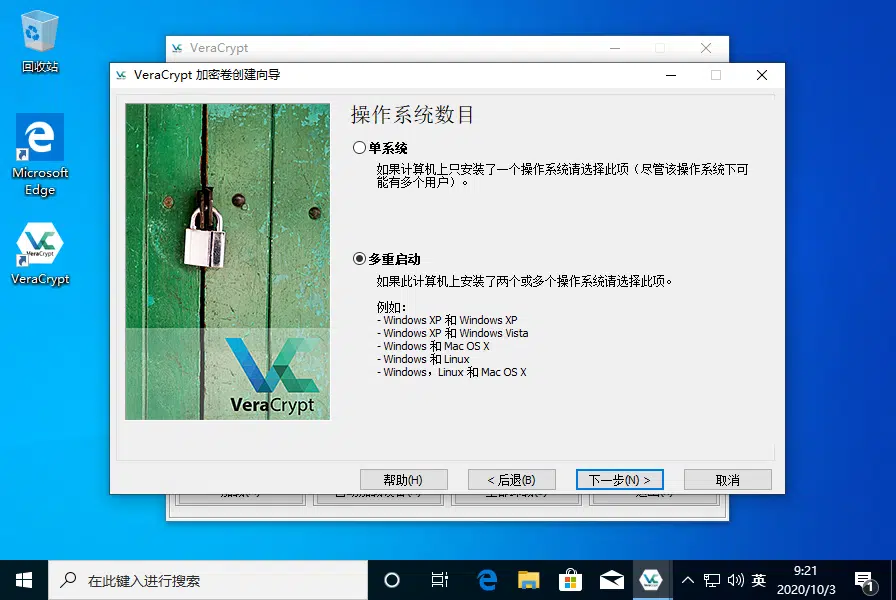 回收站
Microsoft
Edge
VeraCrypt
VeraCrypt
VeraCrypt
VeraCrypt 加密卷创建向导
操作系统数目
单系统
如果计算机上只安装了一个操作系统请选择此项（尽管该操作系统下可
能有多个用户）。
多重启动
如果此计算机上安装了两个或多个操作系统请选择此项。
例如:
- Windows XP 和 Windows XP
- Windows XP 和 Windows Vista
- Windows 和 Mac OS X
- Windows 和 Linux
- Windows，Linux 和 Mac OS X
VeraCrypt
帮助(H)
< 后退(B)
下一步(N) >
取消
在此键入进行搜索
英
9:21
2020/10/3
1